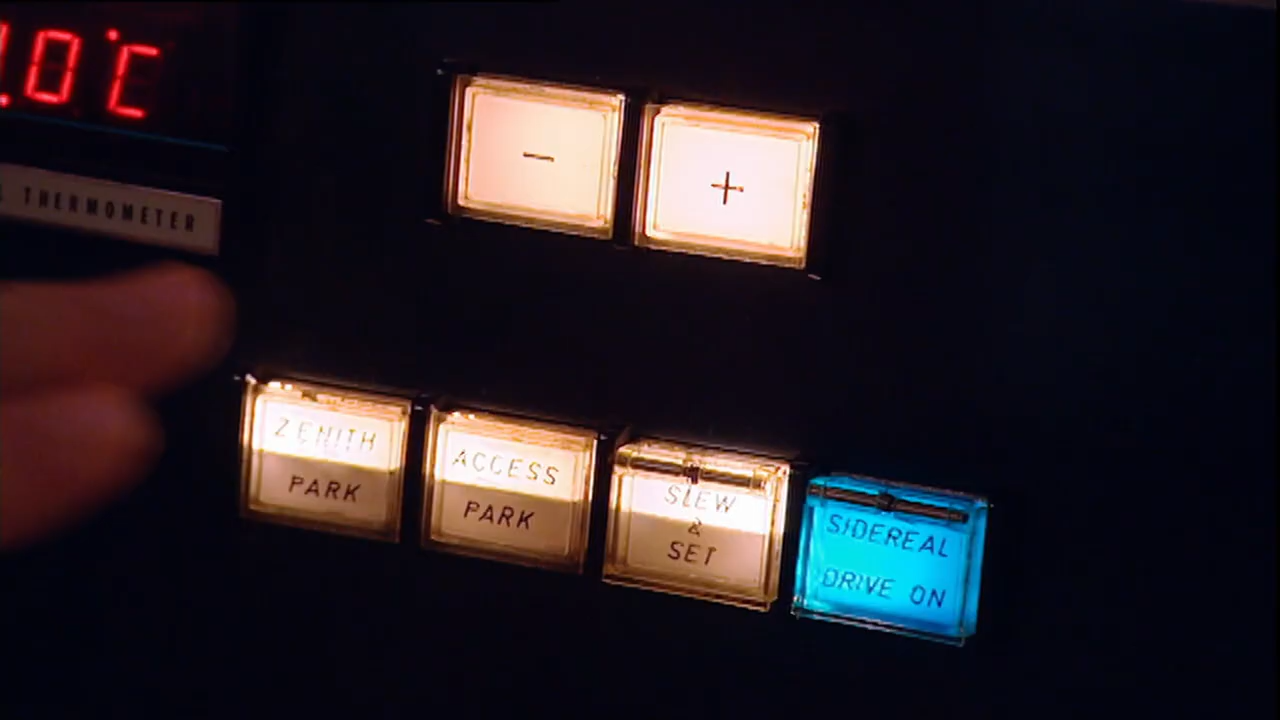 .0°C
THERMOMETER
−
+
ZENITH
PARK
ACCESS
PARK
SLEW
&
SET
SIDEREAL
DRIVE ON